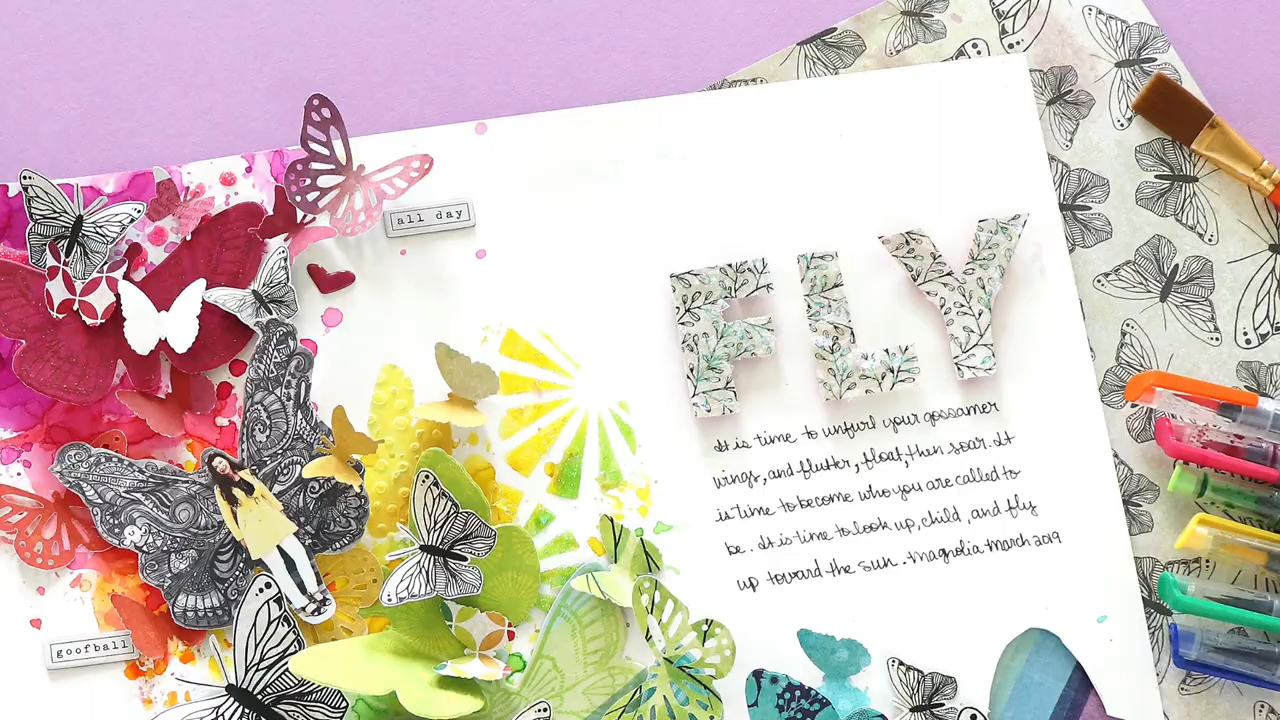 all day
FLY
It is time to unfurl your gossamer
wings, and flutter, float, then soar. It
is time to become who you are called to
be. It is time to look up, child, and fly
up toward the sun. Magnolia March 2019
goofball